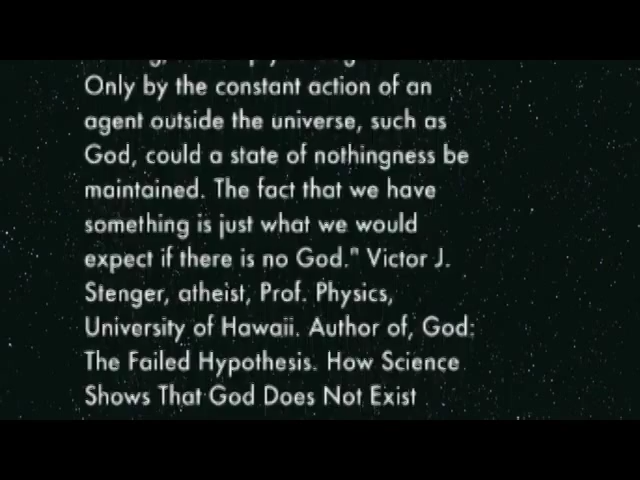 Only by the constant action of an
agent outside the universe, such as
God, could a state of nothingness be
maintained. The fact that we have
something is just what we would
expect if there is no God." Victor J.
Stenger, atheist, Prof. Physics,
University of Hawaii. Author of, God:
The Failed Hypothesis. How Science
Shows That God Does Not Exist